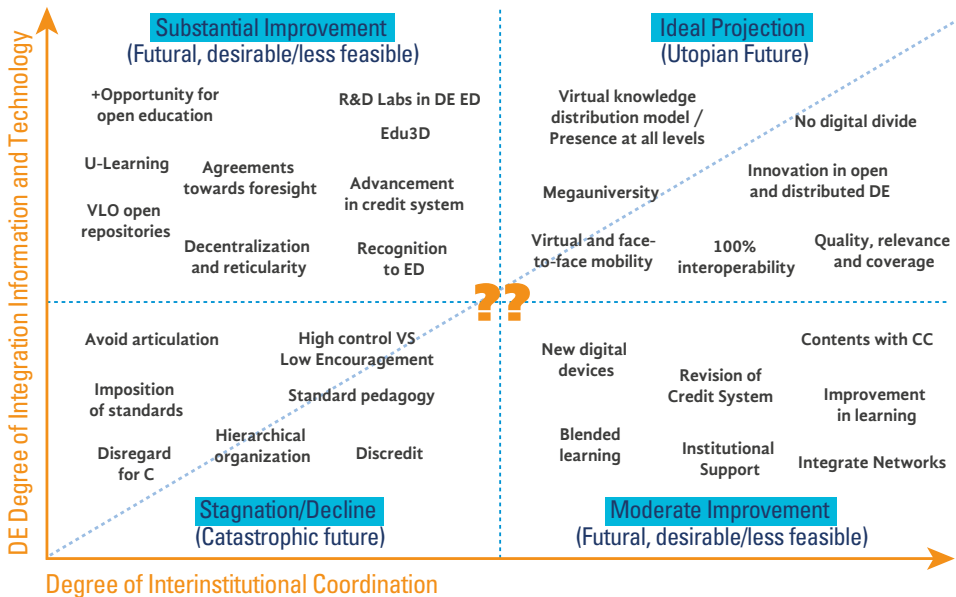 DE Degree of Integration Information and Technology
Substantial Improvement
(Futural, desirable/less feasible)
+Opportunity for
open education
R&D Labs in DE ED
Edu3D
U-Learning
Agreements
towards foresight
Advancement
in credit system
VLO open
repositories
Decentralization
and reticularity
Recognition
to ED
Ideal Projection
(Utopian Future)
Virtual knowledge
distribution model /
Presence at all levels
No digital divide
Innovation in open
and distributed DE
Megauniversity
Virtual and face-
to-face mobility
100%
interoperability
Quality, relevance
and coverage
??
Avoid articulation
High control VS
Low Encouragement
Imposition
of standards
Standard pedagogy
Disregard
for C
Hierarchical
organization
Discredit
Stagnation/Decline
(Catastrophic future)
New digital
devices
Contents with CC
Revision of
Credit System
Improvement
in learning
Blended
learning
Institutional
Support
Integrate Networks
Moderate Improvement
(Futural, desirable/less feasible)
Degree of Interinstitutional Coordination